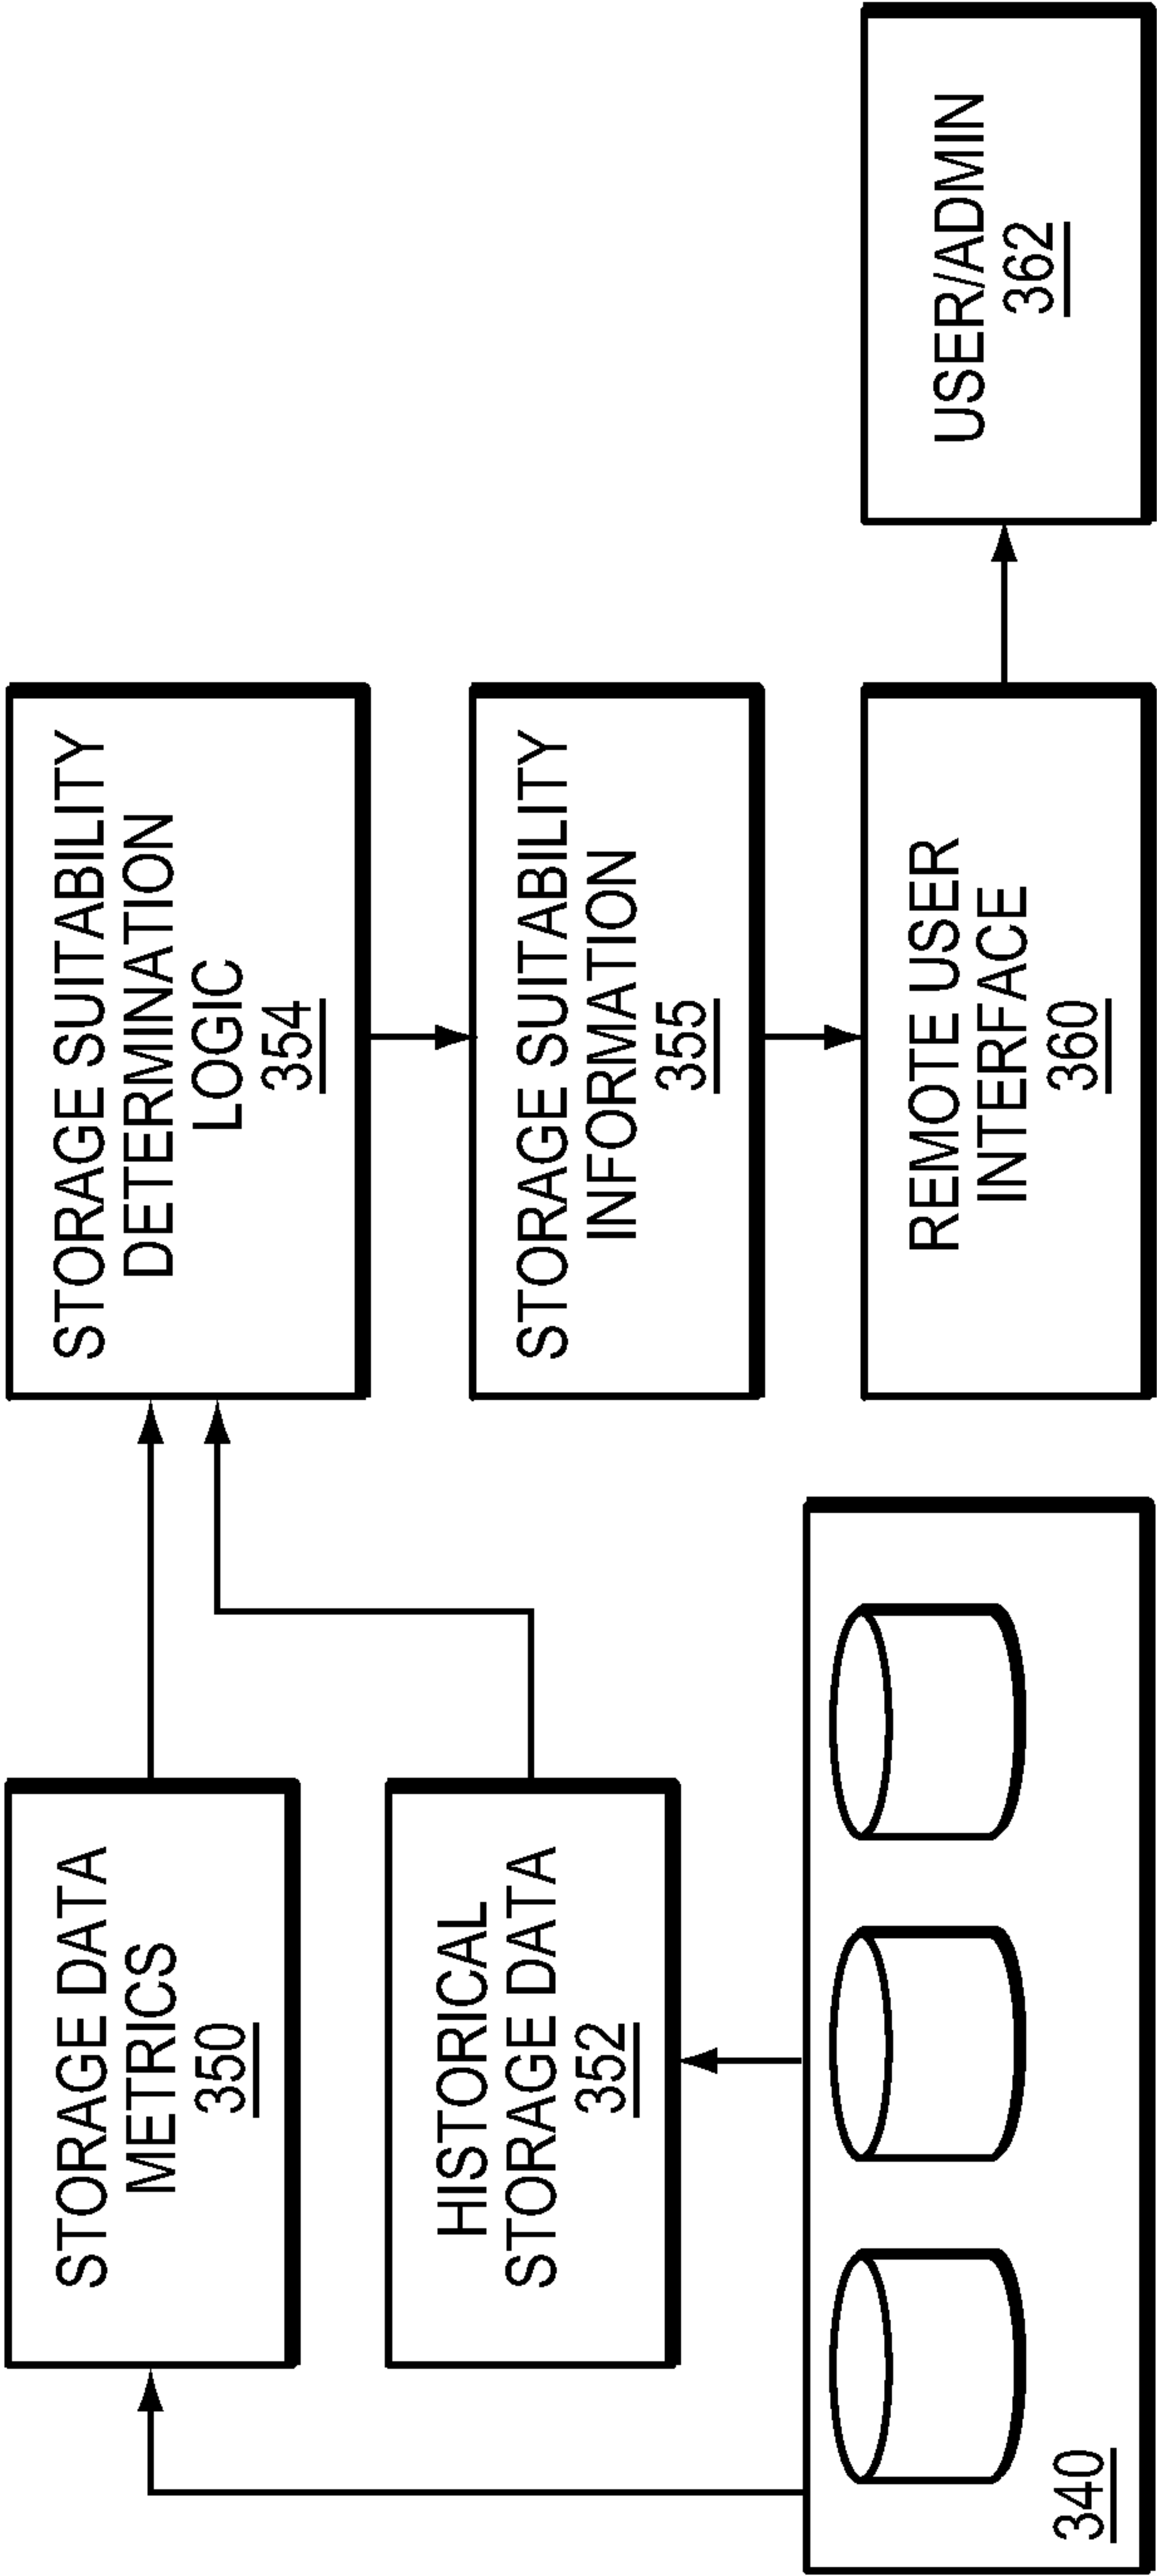 STORAGE DATA
METRICS
350
HISTORICAL
STORAGE DATA
352
340
STORAGE SUITABILITY
DETERMINATION
LOGIC
354
STORAGE SUITABILITY
INFORMATION
355
REMOTE USER
INTERFACE
360
USER/ADMIN
362